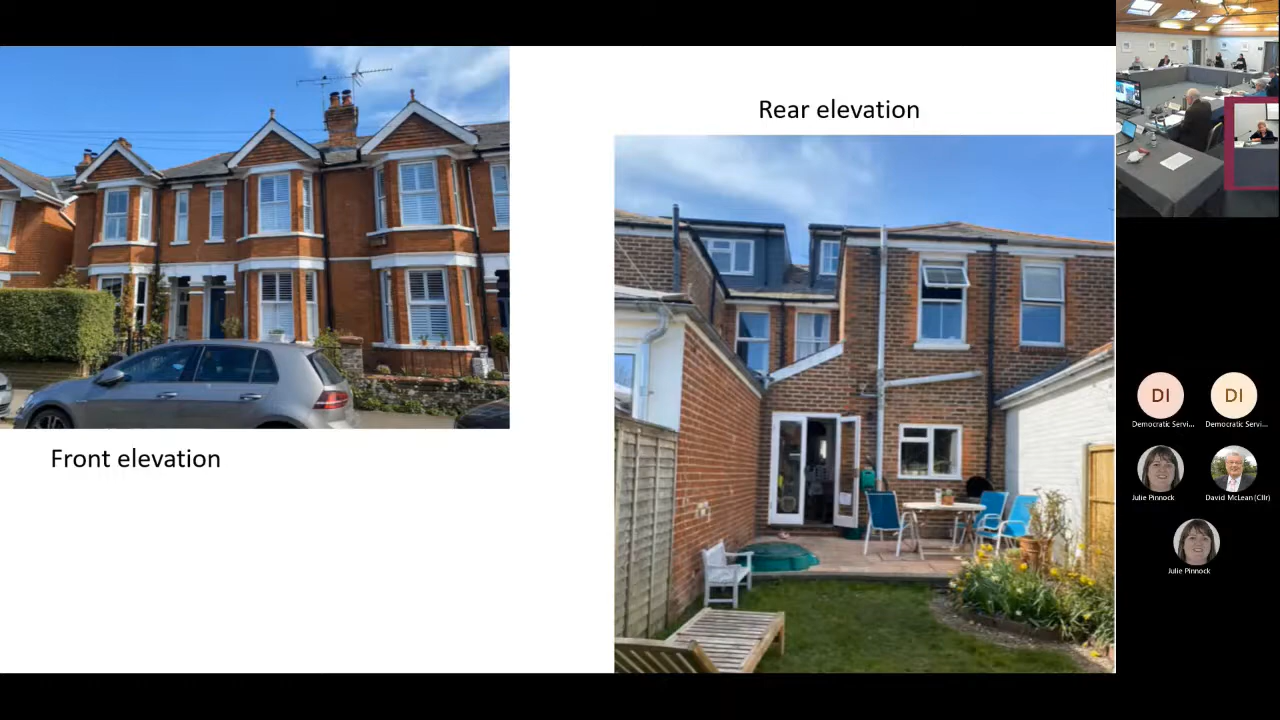 Rear elevation
Front elevation
DI
DI
Democratic Servi...
Democratic Servi...
Julie Pinnock
David McLean (Cllr)
Julie Pinnock